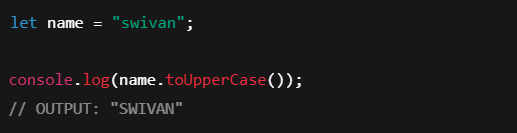 let name = "swivan";
console.log(name.toUpperCase());
// OUTPUT: "SWIVAN"